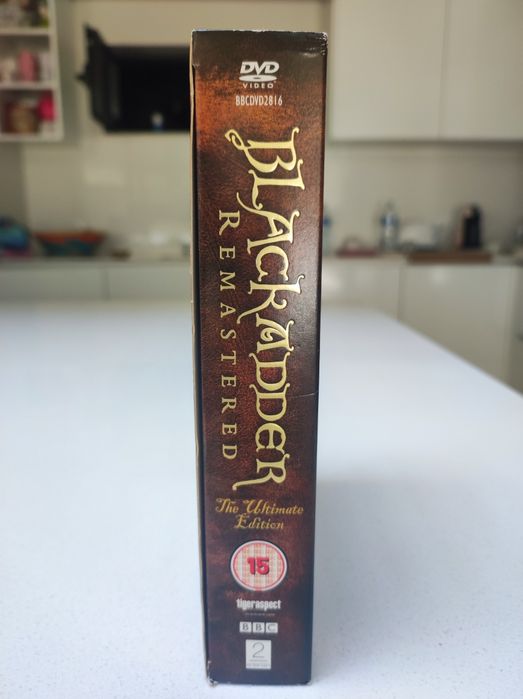 DVD
VIDEO
BBCDVD2816
BLACKADDER
REMASTERED
The Ultimate
Edition
15
tigeraspect
BBC
2